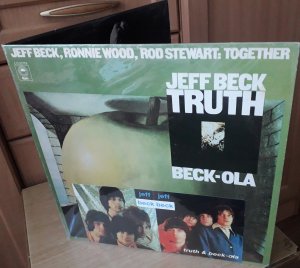 JEFF BECK, RONNIE WOOD, ROD STEWART: TOGETHER
JEFF BECK
TRUTH
BECK-OLA
jeff jeff
beck beck
truth & beck-ola